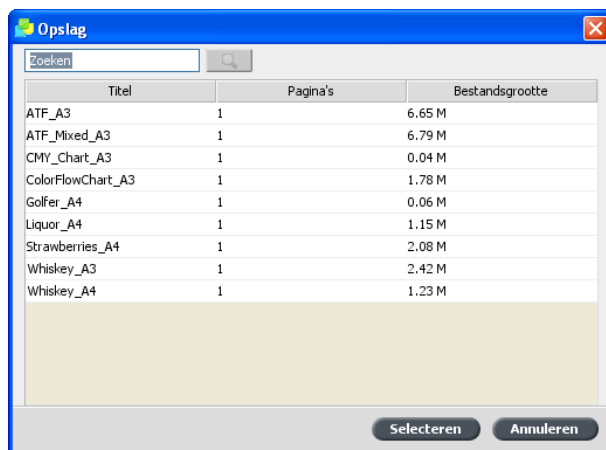 Opslag
Zoeken
Titel Pagina's Bestandsgrootte
ATF_A3 1 6.65 M
ATF_Mixed_A3 1 6.79 M
CMY_Chart_A3 1 0.04 M
ColorFlowChart_A3 1 1.78 M
Golfer_A4 1 0.06 M
Liquor_A4 1 1.15 M
Strawberries_A4 1 2.08 M
Whiskey_A3 1 2.42 M
Whiskey_A4 1 1.23 M
Selecteren Annuleren